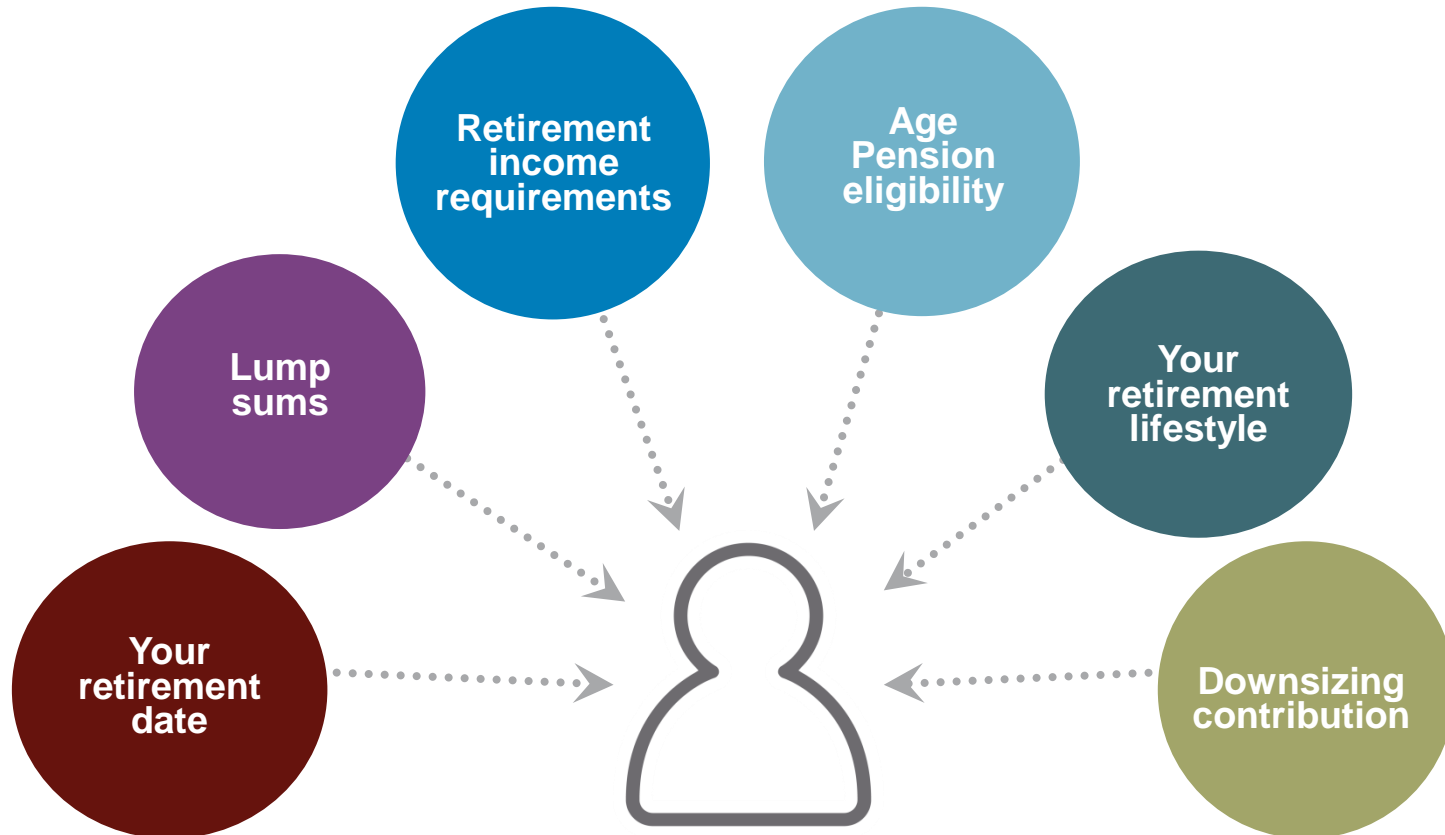 Retirement
income
requirements
Age
Pension
eligibility
Lump
sums
Your
retirement
lifestyle
Your
retirement
date
Downsizing
contribution